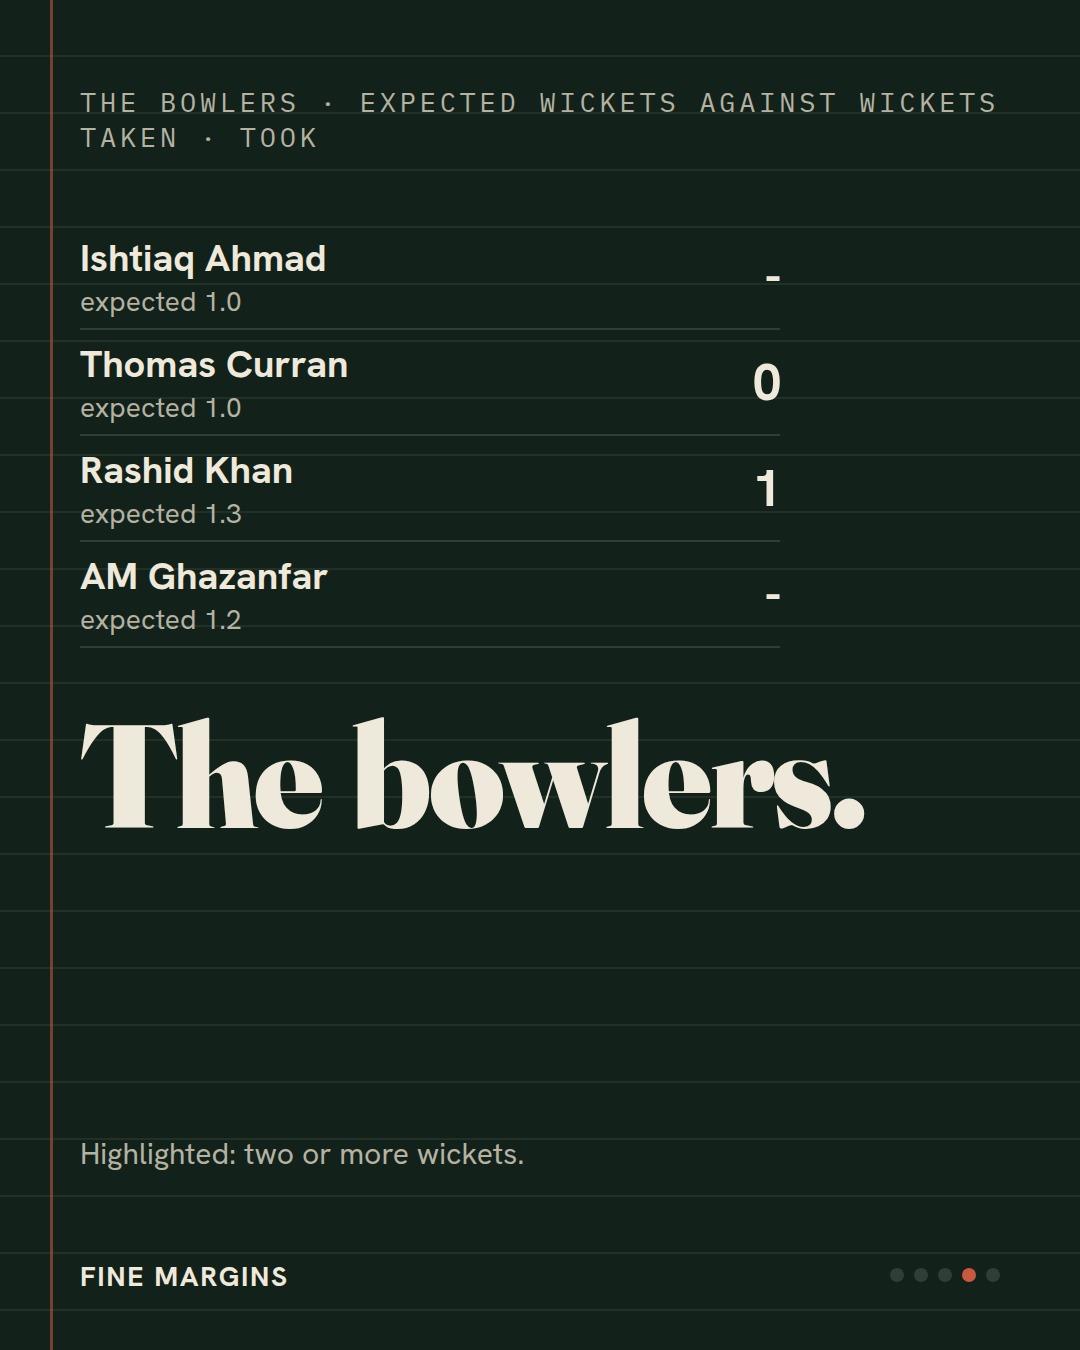 THE BOWLERS · EXPECTED WICKETS AGAINST WICKETS
TAKEN · TOOK
Ishtiaq Ahmad
expected 1.0
-
Thomas Curran
expected 1.0
0
Rashid Khan
expected 1.3
1
AM Ghazanfar
expected 1.2
-
The bowlers.
Highlighted: two or more wickets.
FINE MARGINS